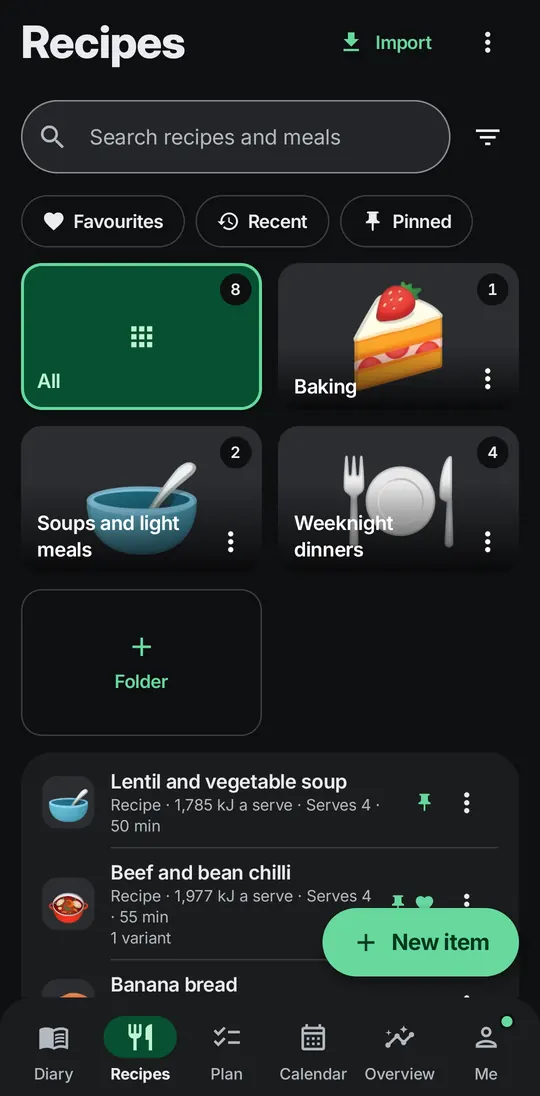 Recipes
Import
Search recipes and meals
Favourites
Recent
Pinned
8
All
1
Baking
2
Soups and light
meals
4
Weeknight
dinners
Folder
Lentil and vegetable soup
Recipe · 1,785 kJ a serve · Serves 4 ·
50 min
Beef and bean chilli
Recipe · 1,977 kJ a serve · Serves 4
· 55 min
1 variant
New item
Banana bread
Diary
Recipes
Plan
Calendar
Overview
Me